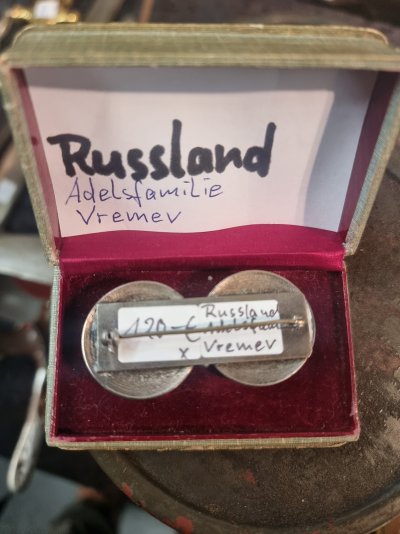 Russland
Adelsfamilie
Vremev
120 - €
Russland
x Vremev